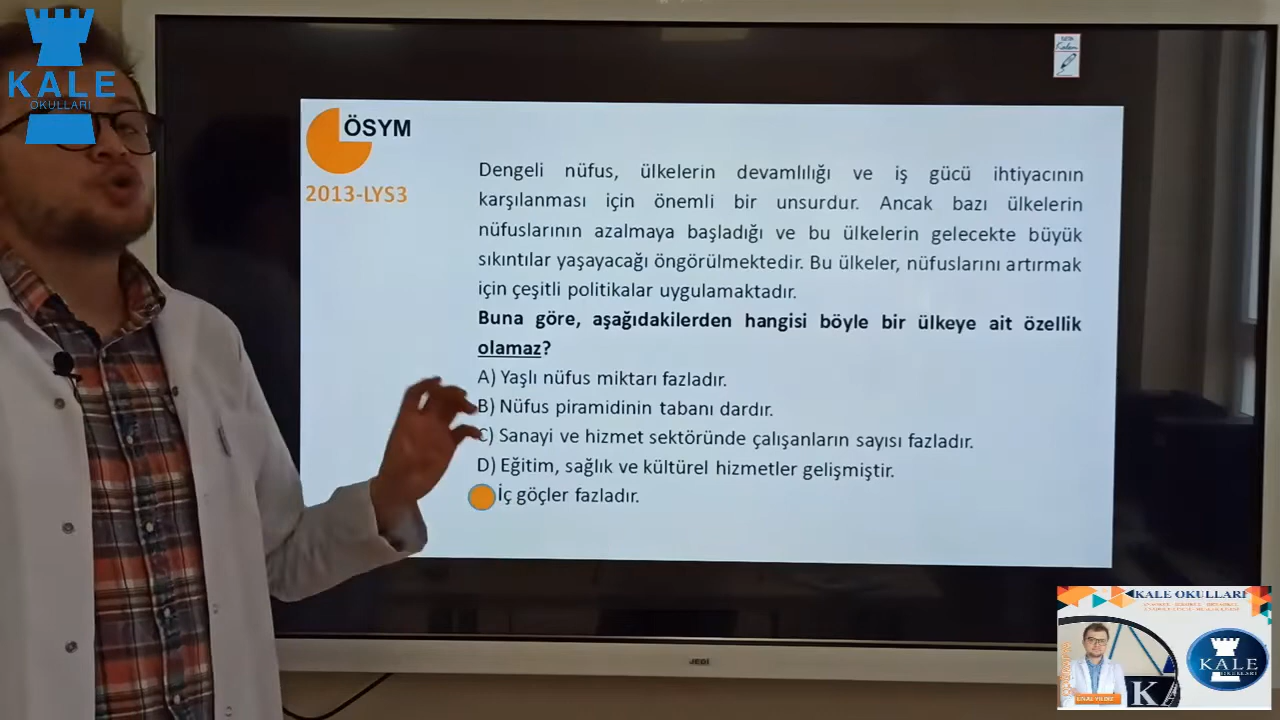 KALE
OKULLARI
ÖSYM
2013-LYS3
Dengeli nüfus, ülkelerin devamlılığı ve iş gücü ihtiyacının
karşılanması için önemli bir unsurdur. Ancak bazı ülkelerin
nüfuslarının azalmaya başladığı ve bu ülkelerin gelecekte büyük
sıkıntılar yaşayacağı öngörülmektedir. Bu ülkeler, nüfuslarını artırmak
için çeşitli politikalar uygulamaktadır.
Buna göre, aşağıdakilerden hangisi böyle bir ülkeye ait özellik
olamaz?
A) Yaşlı nüfus miktarı fazladır.
B) Nüfus piramidinin tabanı dardır.
C) Sanayi ve hizmet sektöründe çalışanların sayısı fazladır.
D) Eğitim, sağlık ve kültürel hizmetler gelişmiştir.
İç göçler fazladır.
Kalem
JEDI
KALE OKULLARI
KALE
OKULLARI